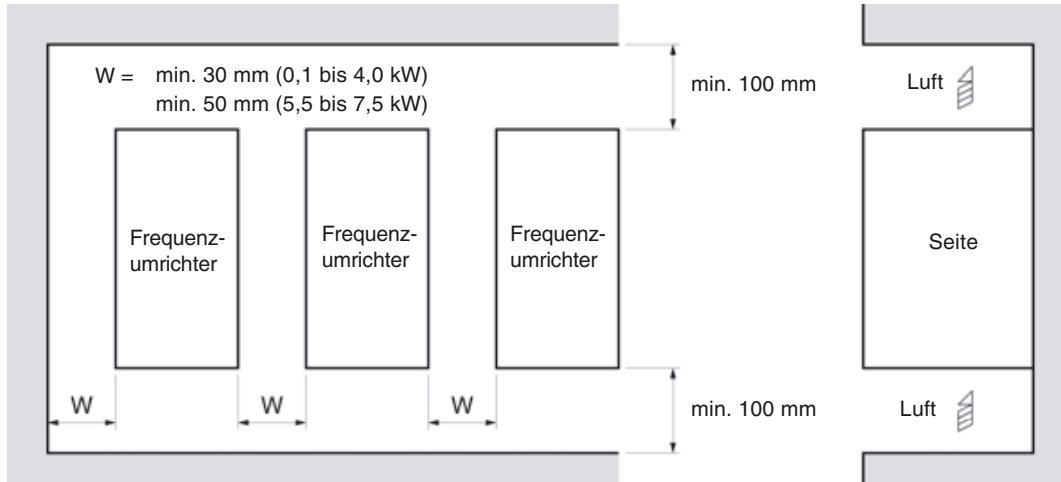 W = min. 30 mm (0,1 bis 4,0 kW)
min. 50 mm (5,5 bis 7,5 kW)
min. 100 mm
Luft
Frequenz-
umrichter
Frequenz-
umrichter
Frequenz-
umrichter
Seite
W
W
W
min. 100 mm
Luft